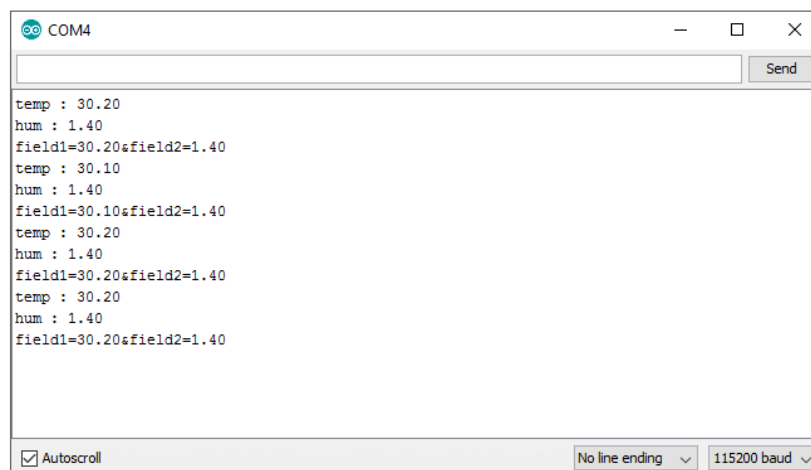 COM4
Send
temp : 30.20
hum : 1.40
field1=30.20&field2=1.40
temp : 30.10
hum : 1.40
field1=30.10&field2=1.40
temp : 30.20
hum : 1.40
field1=30.20&field2=1.40
temp : 30.20
hum : 1.40
field1=30.20&field2=1.40
Autoscroll
No line ending
115200 baud